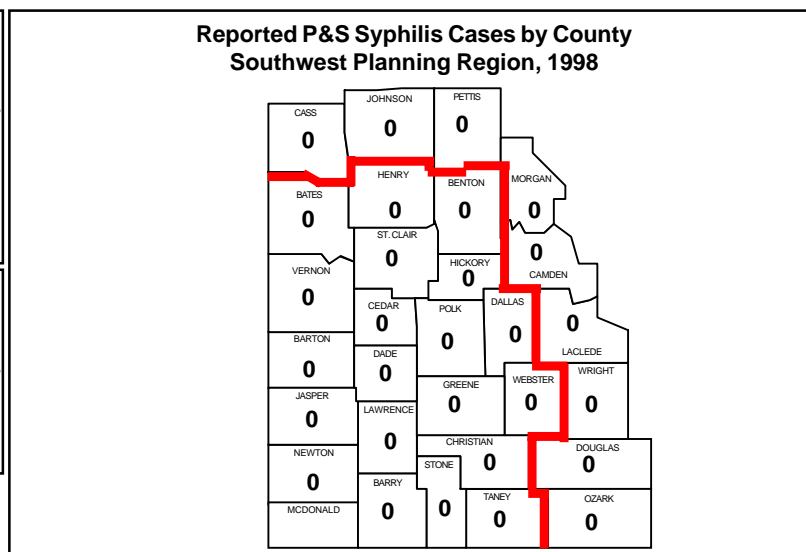 Reported P&S Syphilis Cases by County
Southwest Planning Region, 1998
CASS
0
JOHNSON
0
PETTIS
0
BATES
0
HENRY
0
BENTON
0
MORGAN
0
ST. CLAIR
0
HICKORY
0
CAMDEN
0
VERNON
0
CEDAR
0
POLK
0
DALLAS
0
LACLEDE
0
BARTON
0
DADE
0
GREENE
0
WEBSTER
0
WRIGHT
0
JASPER
0
LAWRENCE
0
CHRISTIAN
0
DOUGLAS
0
NEWTON
0
BARRY
0
STONE
0
TANEY
0
OZARK
0
MCDONALD